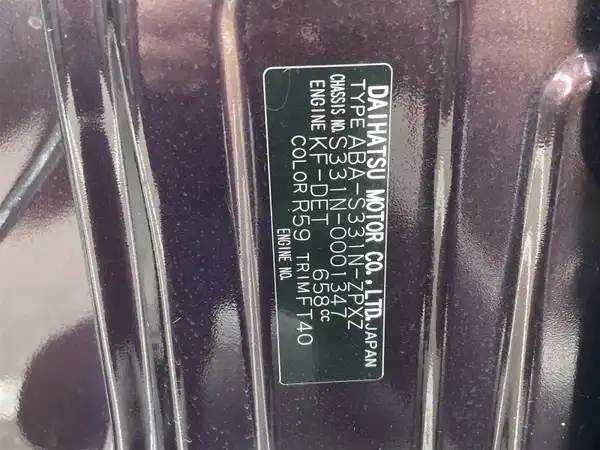 DAIHATSU MOTOR CO.,LTD.JAPAN
TYPE ABA-S331N-ZPXZ
CHASSIS NO. S331N-0001347
ENGINE KF-DET 658cc
COLOR R59 TRIM FT40
ENGINE NO.